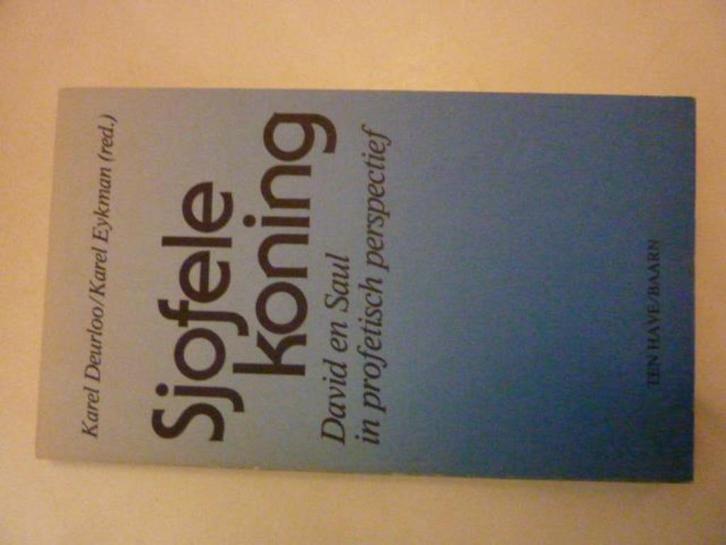 Karel Deurloo/Karel Eykman (red.)
Sjofele
koning
David en Saul
in profetisch perspectief
TEN HAVE/BAARN